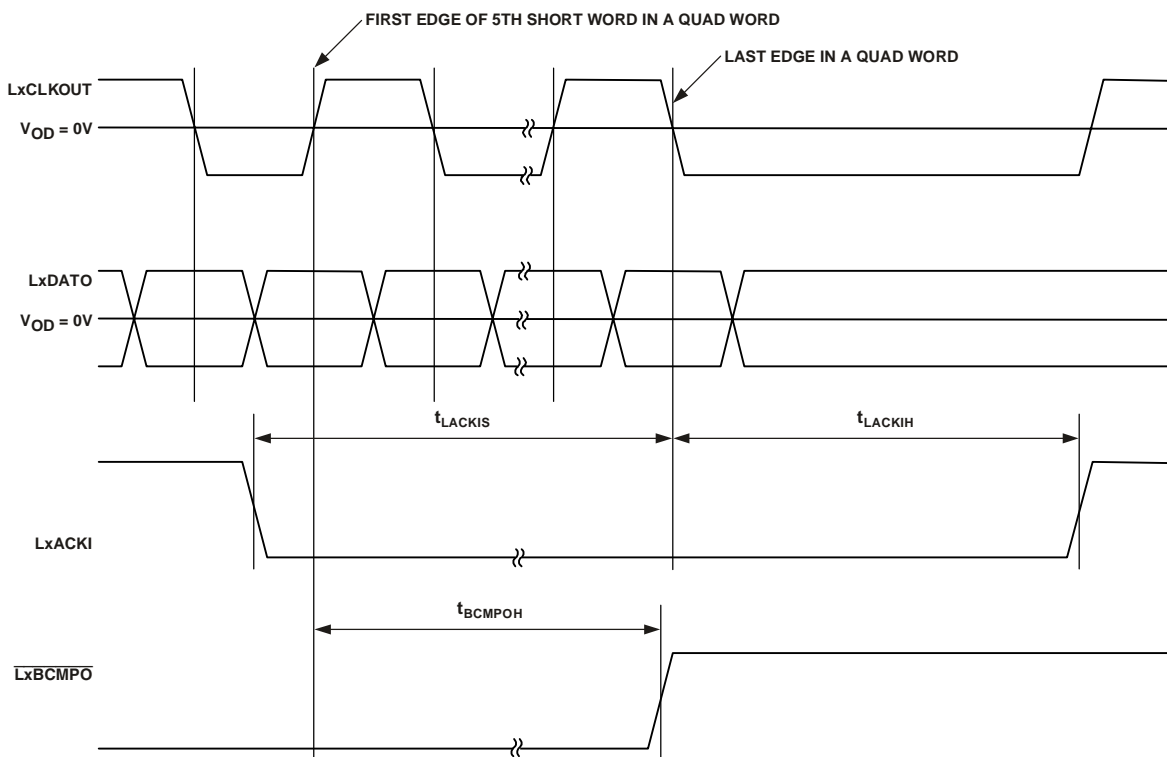 FIRST EDGE OF 5TH SHORT WORD IN A QUAD WORD
LAST EDGE IN A QUAD WORD
LxCLKOUT
VOD = 0V
LxDATO
VOD = 0V
tLACKIS
tLACKIH
LxACKI
tBCMPOH
LxBCMPO